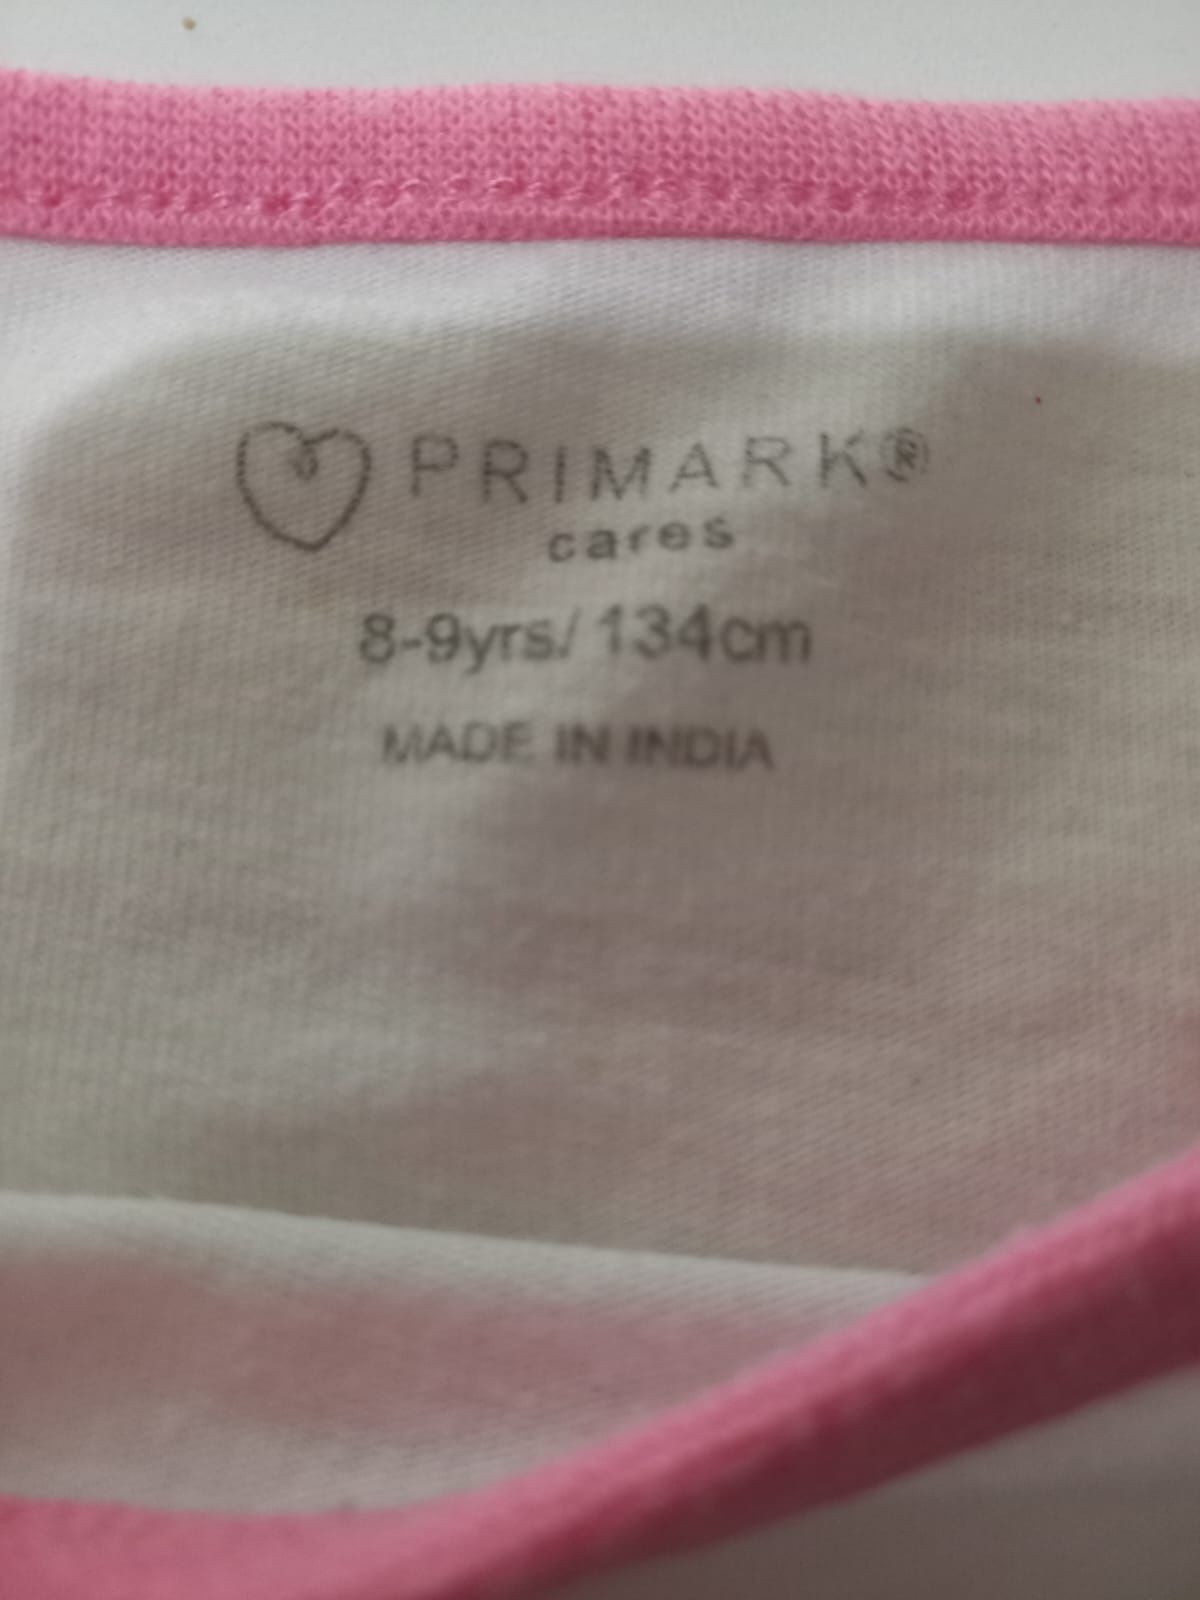 PRIMARK®
cares
8-9yrs/ 134cm
MADE IN INDIA